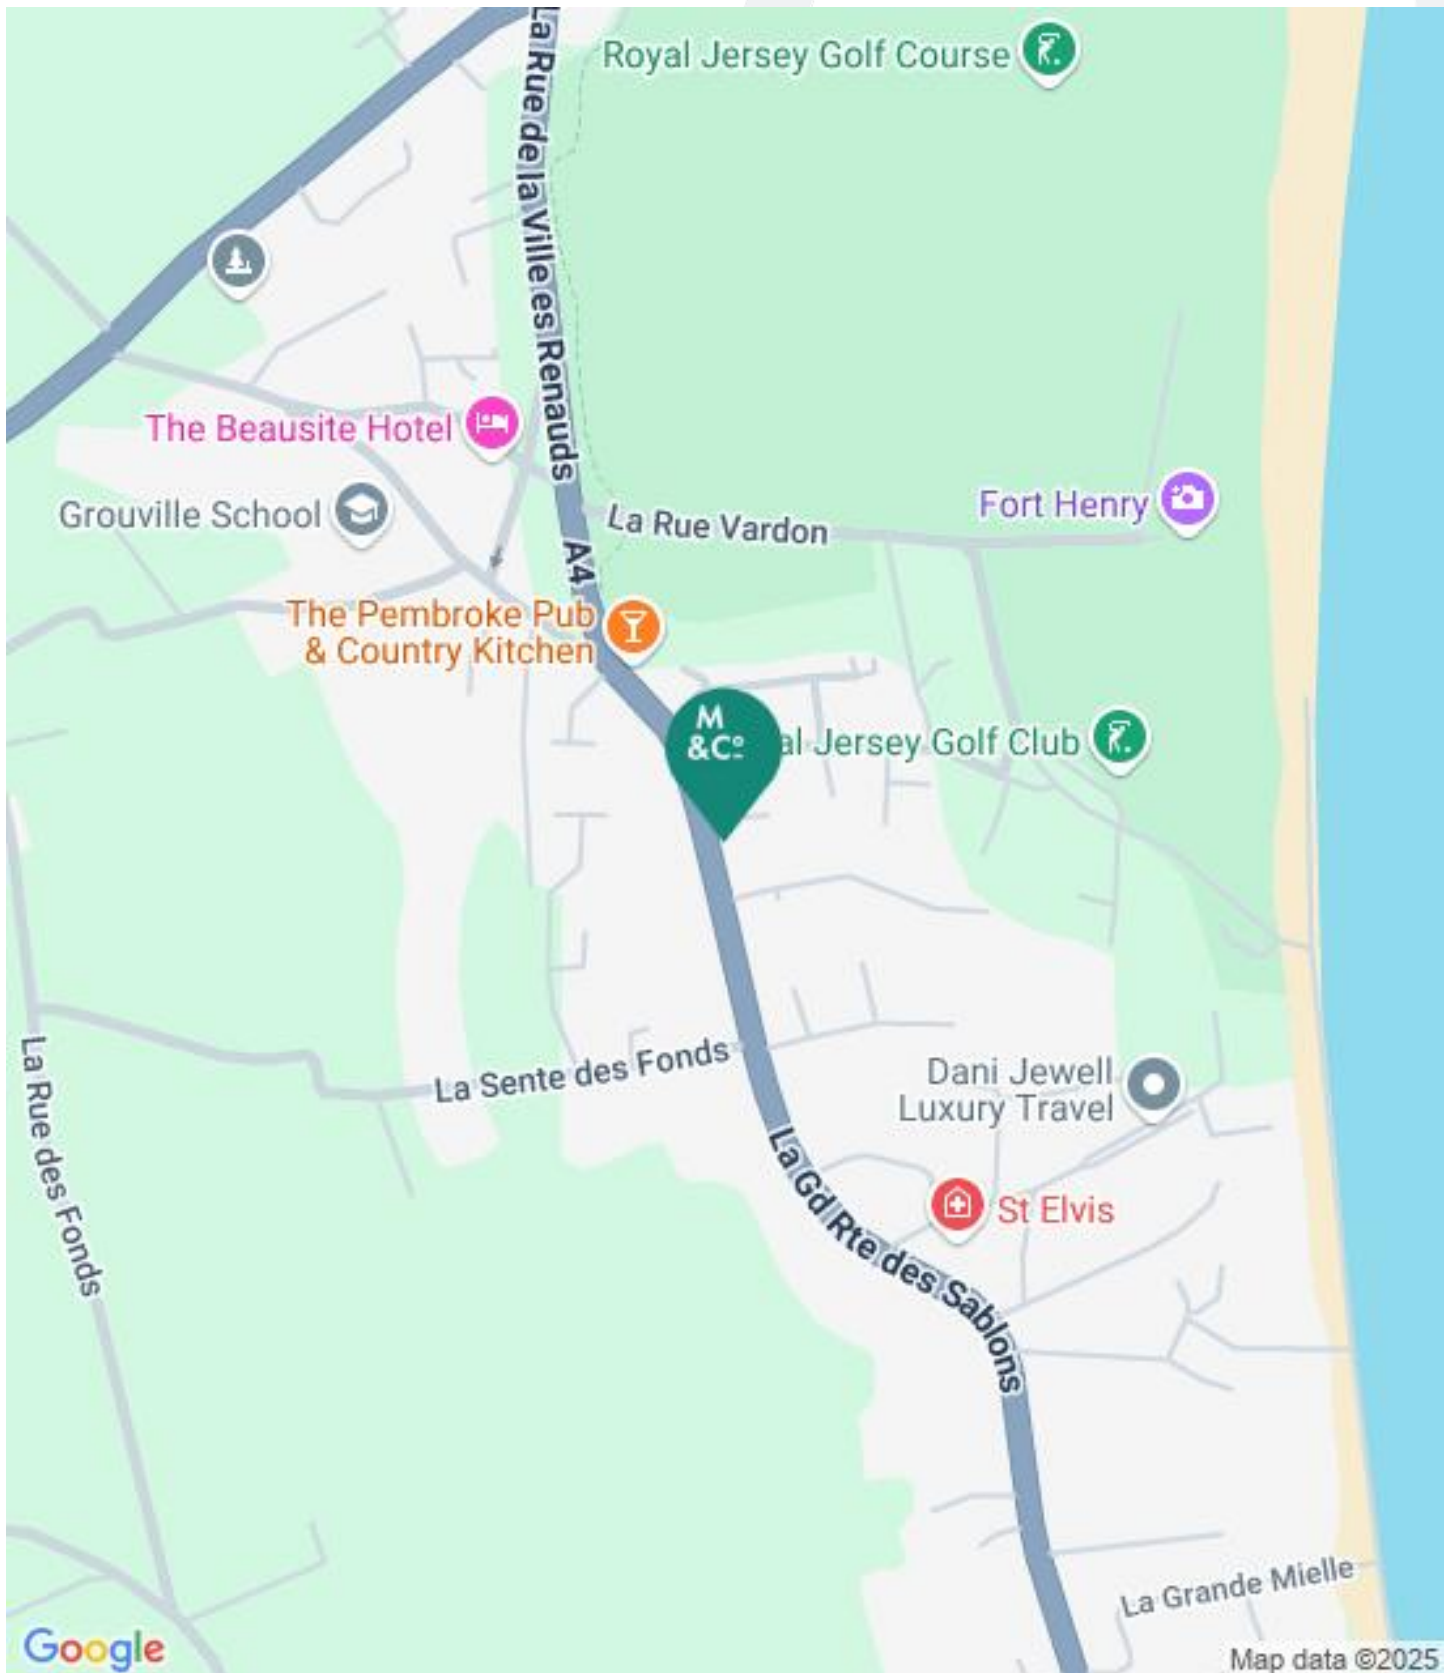 Royal Jersey Golf Course
La Rue de la Ville es Renauds
The Beausite Hotel
Grouville School
La Rue Vardon
Fort Henry
A4
The Pembroke Pub
& Country Kitchen
M
&Cº
al Jersey Golf Club
La Sente des Fonds
La Rue des Fonds
Dani Jewell
Luxury Travel
La Gd Rte des Sablons
St Elvis
La Grande Mielle
Google
Map data ©2025